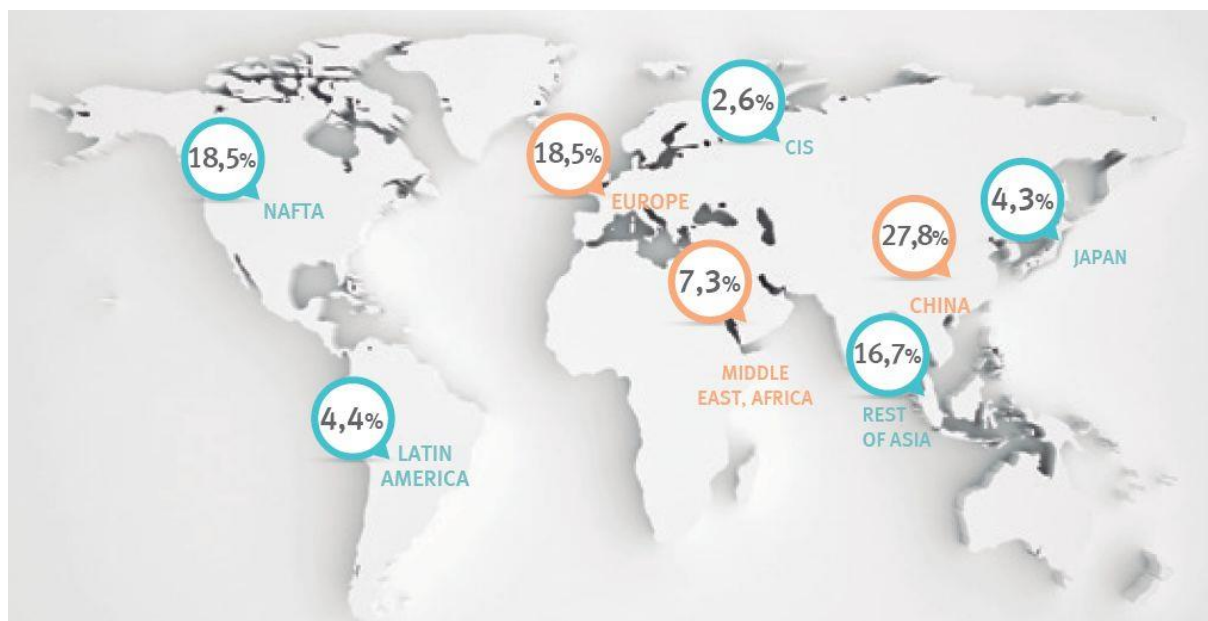 2,6%
CIS
18,5%
NAFTA
18,5%
EUROPE
4,3%
JAPAN
27,8%
CHINA
7,3%
MIDDLE
EAST, AFRICA
16,7%
REST
OF ASIA
4,4%
LATIN
AMERICA